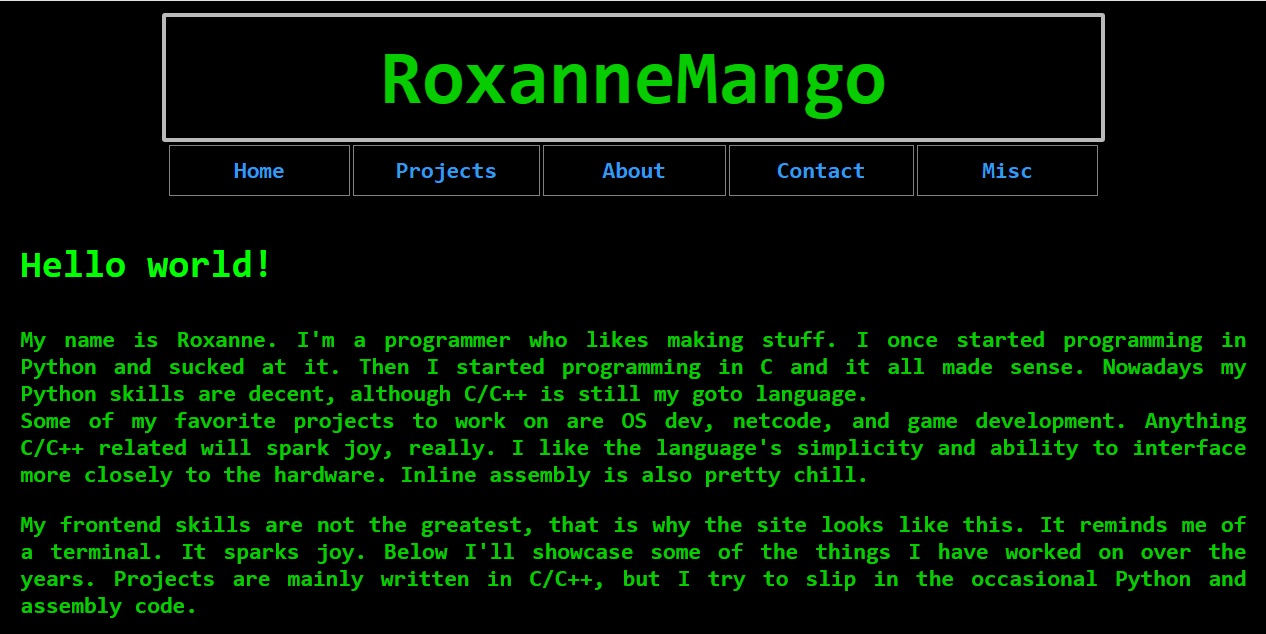 RoxanneMango
Home Projects About Contact Misc
Hello world!
My name is Roxanne. I'm a programmer who likes making stuff. I once started programming in
Python and sucked at it. Then I started programming in C and it all made sense. Nowadays my
Python skills are decent, although C/C++ is still my goto language.
Some of my favorite projects to work on are OS dev, netcode, and game development. Anything
C/C++ related will spark joy, really. I like the language's simplicity and ability to interface
more closely to the hardware. Inline assembly is also pretty chill.
My frontend skills are not the greatest, that is why the site looks like this. It reminds me of
a terminal. It sparks joy. Below I'll showcase some of the things I have worked on over the
years. Projects are mainly written in C/C++, but I try to slip in the occasional Python and
assembly code.